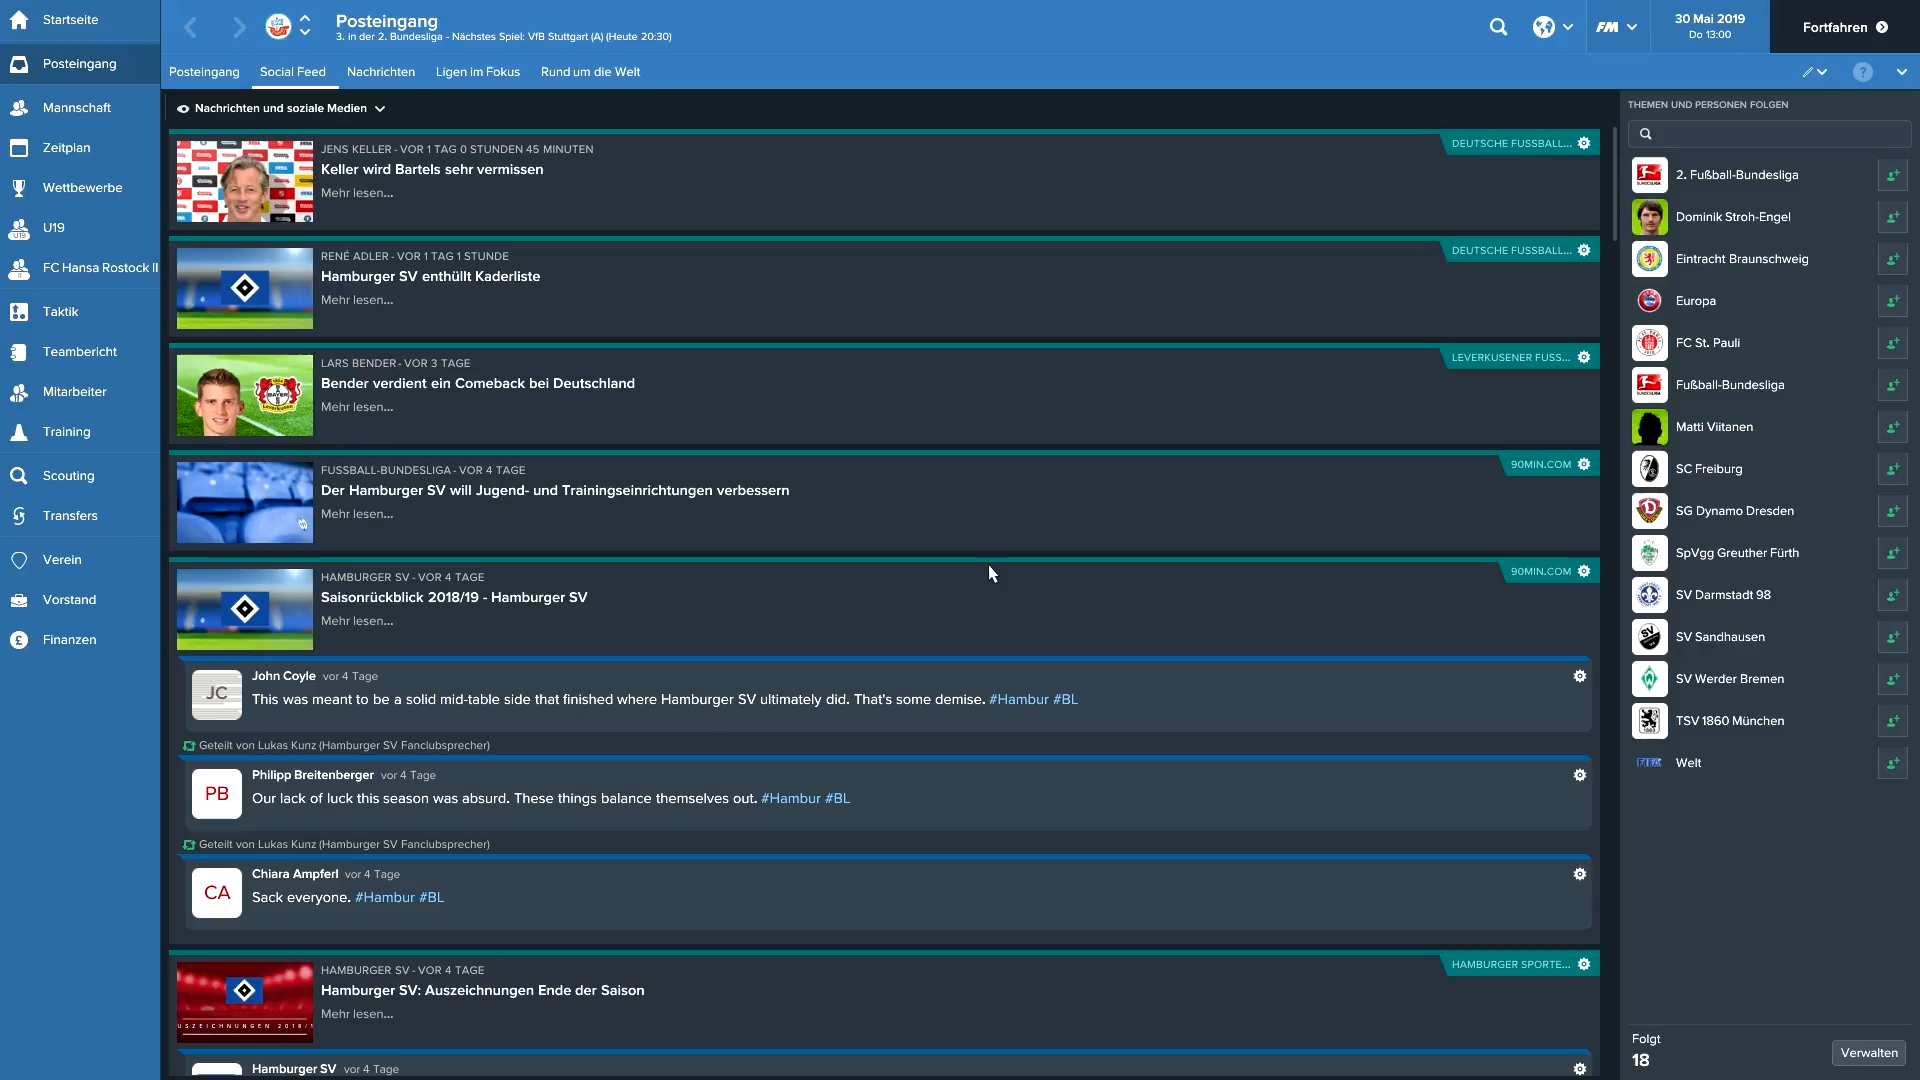 Startseite
Posteingang
Mannschaft
Zeitplan
Wettbewerbe
U19
U19
FC Hansa Rostock II
II
Taktik
Teambericht
Mitarbeiter
Training
Scouting
Transfers
Verein
Vorstand
Finanzen
Posteingang
3. in der 2. Bundesliga - Nächstes Spiel: VfB Stuttgart (A) (Heute 20:30)
FM
30 Mai 2019
Do 13:00
Fortfahren
Posteingang
Social Feed
Nachrichten
Ligen im Fokus
Rund um die Welt
?
Nachrichten und soziale Medien
JENS KELLER - VOR 1 TAG 0 STUNDEN 45 MINUTEN
Keller wird Bartels sehr vermissen
Mehr lesen...
DEUTSCHE FUSSBALL...
RENÉ ADLER - VOR 1 TAG 1 STUNDE
Hamburger SV enthüllt Kaderliste
Mehr lesen...
DEUTSCHE FUSSBALL...
LARS BENDER - VOR 3 TAGE
Bender verdient ein Comeback bei Deutschland
Mehr lesen...
LEVERKUSENER FUSS...
FUSSBALL-BUNDESLIGA - VOR 4 TAGE
Der Hamburger SV will Jugend- und Trainingseinrichtungen verbessern
Mehr lesen...
90MIN.COM
HAMBURGER SV - VOR 4 TAGE
Saisonrückblick 2018/19 - Hamburger SV
Mehr lesen...
90MIN.COM
JC
John Coyle vor 4 Tage
This was meant to be a solid mid-table side that finished where Hamburger SV ultimately did. That's some demise. #Hambur #BL
Geteilt von Lukas Kunz (Hamburger SV Fanclubsprecher)
PB
Philipp Breitenberger vor 4 Tage
Our lack of luck this season was absurd. These things balance themselves out. #Hambur #BL
Geteilt von Lukas Kunz (Hamburger SV Fanclubsprecher)
CA
Chiara Ampferl vor 4 Tage
Sack everyone. #Hambur #BL
HAMBURGER SV - VOR 4 TAGE
Hamburger SV: Auszeichnungen Ende der Saison
Mehr lesen...
HAMBURGER SPORTE...
USZEICHNUNGEN 2018/1
Hamburger SV vor 4 Tage
THEMEN UND PERSONEN FOLGEN
2. Fußball-Bundesliga
Dominik Stroh-Engel
Eintracht Braunschweig
Europa
FC St. Pauli
Fußball-Bundesliga
Matti Viitanen
SC Freiburg
SG Dynamo Dresden
SpVgg Greuther Fürth
SV Darmstadt 98
SV Sandhausen
SV Werder Bremen
TSV 1860 München
FIFA
Welt
Folgt
18
Verwalten